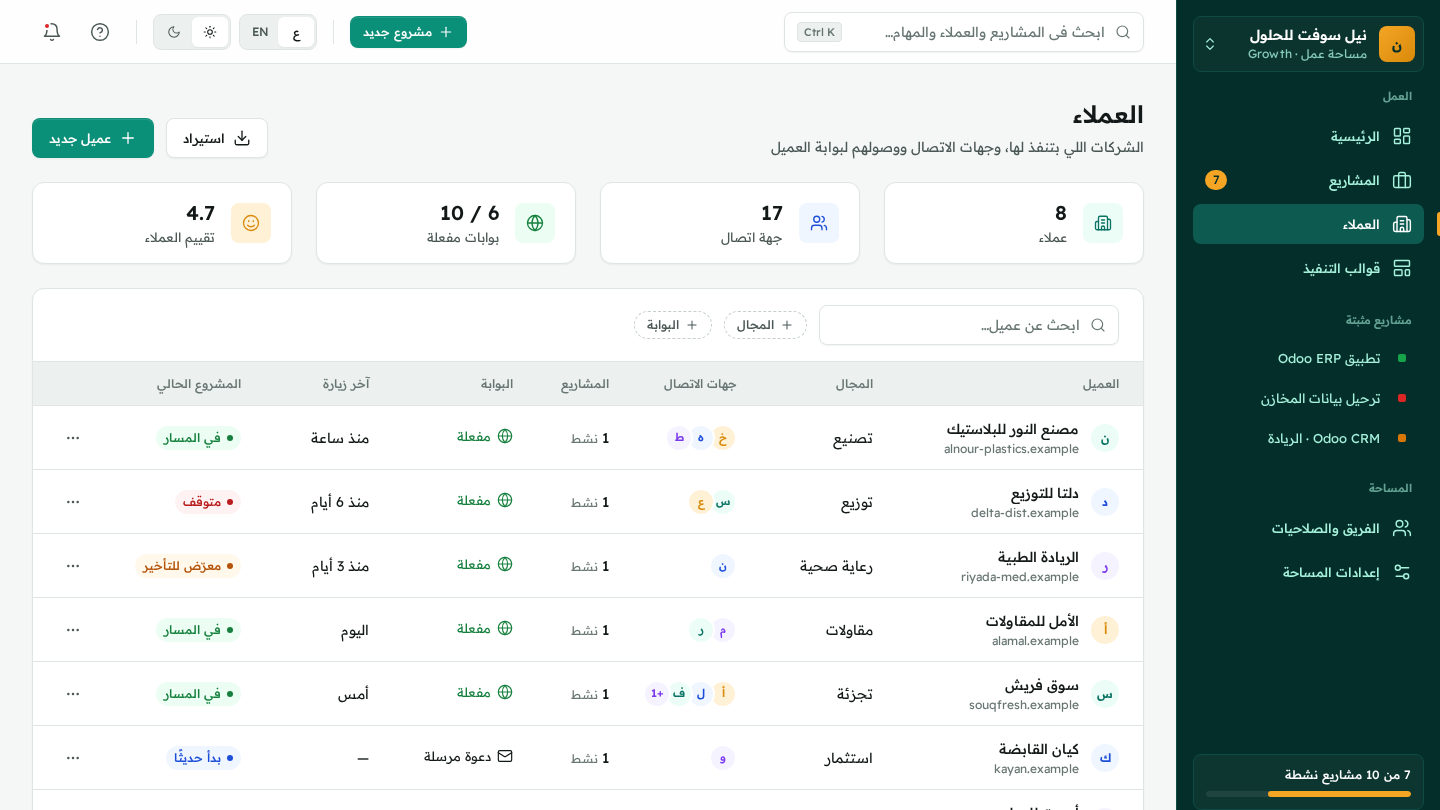 ن
نيل سوفت للحلول
مساحة عمل · Growth
العمل
الرئيسية
المشاريع
7
العملاء
قوالب التنفيذ
مشاريع مثبتة
تطبيق Odoo ERP
ترحيل بيانات المخازن
Odoo CRM · الريادة
المساحة
الفريق والصلاحيات
إعدادات المساحة
7 من 10 مشاريع نشطة
ابحث في المشاريع والعملاء والمهام...
Ctrl K
مشروع جديد
ع
EN
العملاء
الشركات اللي بتنفذ لها، وجهات الاتصال ووصولهم لبوابة العميل
استيراد
عميل جديد
8
عملاء
17
جهة اتصال
6 / 10
بوابات مفعلة
4.7
تقييم العملاء
ابحث عن عميل...
المجال
البوابة
العميل المجال جهات الاتصال المشاريع البوابة آخر زيارة المشروع الحالي
ن مصنع النور للبلاستيك تصنيع خ ه ط 1 نشط مفعلة منذ ساعة في المسار
alnour-plastics.example
د دلتا للتوزيع توزيع س ع 1 نشط مفعلة منذ 6 أيام متوقف
delta-dist.example
ر الريادة الطبية رعاية صحية ن 1 نشط مفعلة منذ 3 أيام معرّض للتأخير
riyada-med.example
أ الأمل للمقاولات مقاولات م ر 1 نشط مفعلة اليوم في المسار
alamal.example
س سوق فريش تجزئة أ ل ف +1 1 نشط مفعلة أمس في المسار
souqfresh.example
ك كيان القابضة استثمار و 1 نشط دعوة مرسلة — بدأ حديثًا
kayan.example